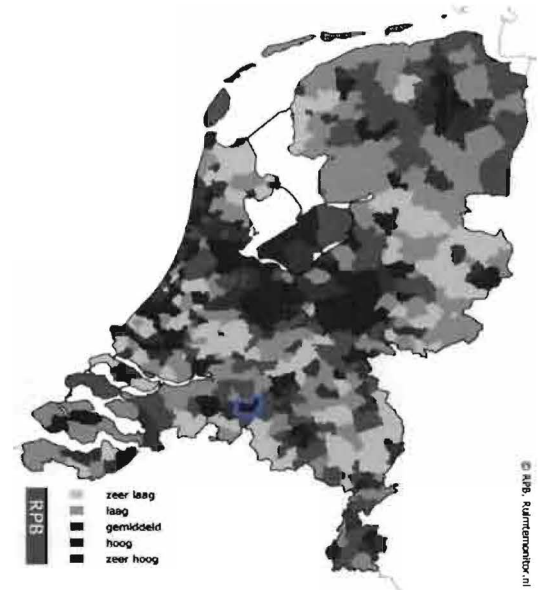 RPB
zeer laag
laag
gemiddeld
hoog
zeer hoog
© RPB, Ruimtemonitor.nl